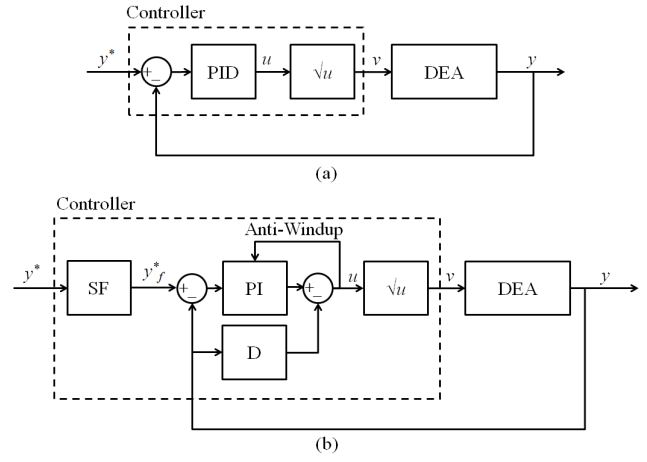 Controller
y* + − PID u √u v DEA y
(a)
Controller
Anti-Windup
y* SF y*f + − PI + − u √u v DEA y
D
(b)